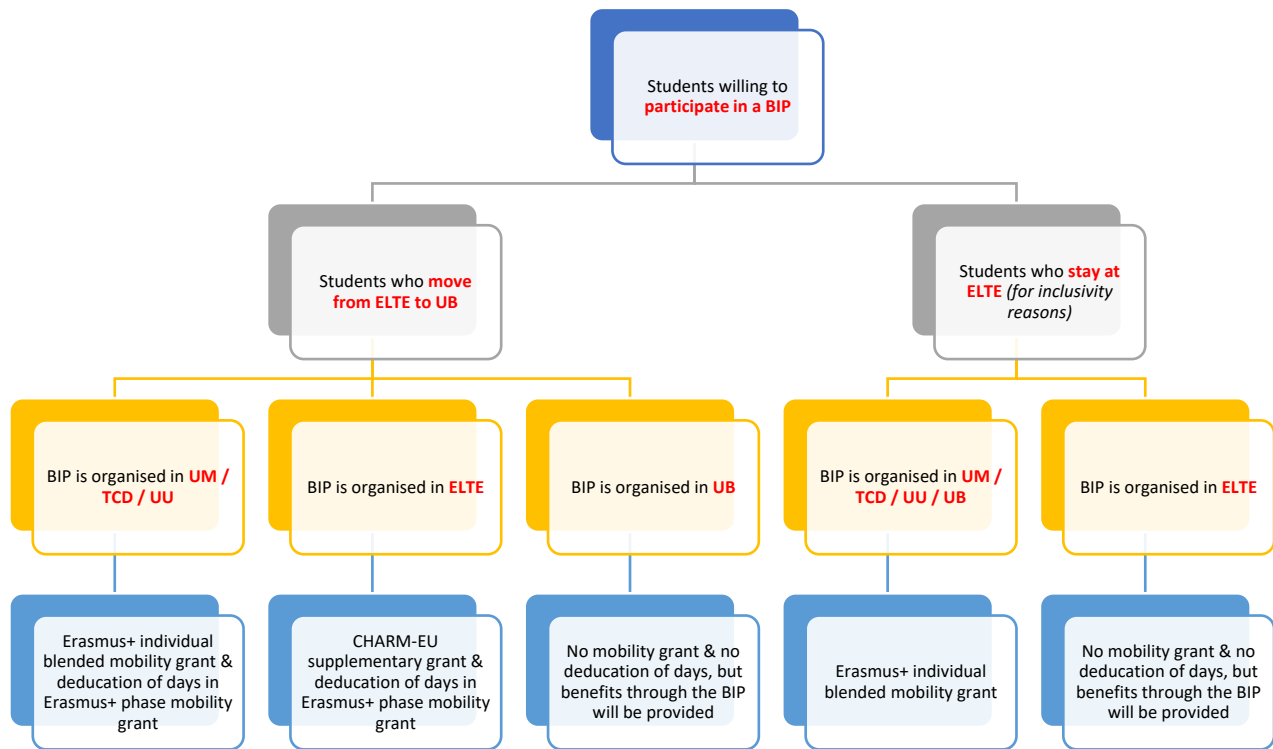 Students willing to
participate in a BIP
Students who move
from ELTE to UB
Students who stay at
ELTE (for inclusivity
reasons)
BIP is organised in UM /
TCD / UU
BIP is organised in ELTE
BIP is organised in UB
BIP is organised in UM /
TCD / UU / UB
BIP is organised in ELTE
Erasmus+ individual
blended mobility grant &
deducation of days in
Erasmus+ phase mobility
grant
CHARM-EU
supplementary grant &
deducation of days in
Erasmus+ phase mobility
grant
No mobility grant & no
deducation of days, but
benefits through the BIP
will be provided
Erasmus+ individual
blended mobility grant
No mobility grant & no
deducation of days, but
benefits through the BIP
will be provided